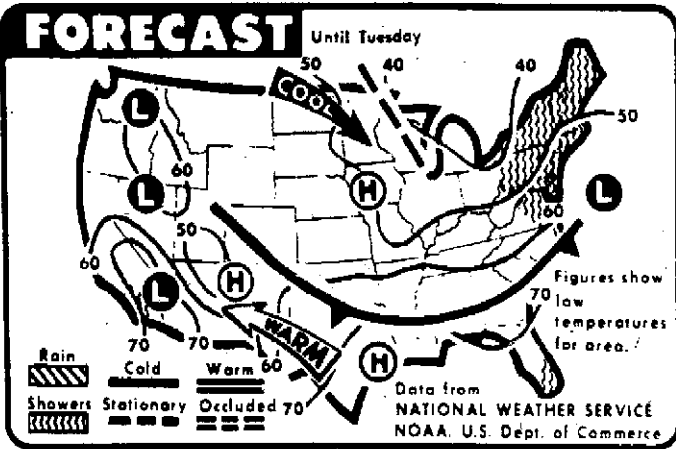 FORECAST
Until Tuesday
50
40
40
COOL
50
L
60
L
H
L
60
50
60
H
L
Figures show
70
low
temperatures
for area.
WARM
70
70
60
H
Rain
Cold
Warm
Data from
Showers
Stationary
Occluded
70
NATIONAL WEATHER SERVICE
NOAA, U.S. Dept. of Commerce